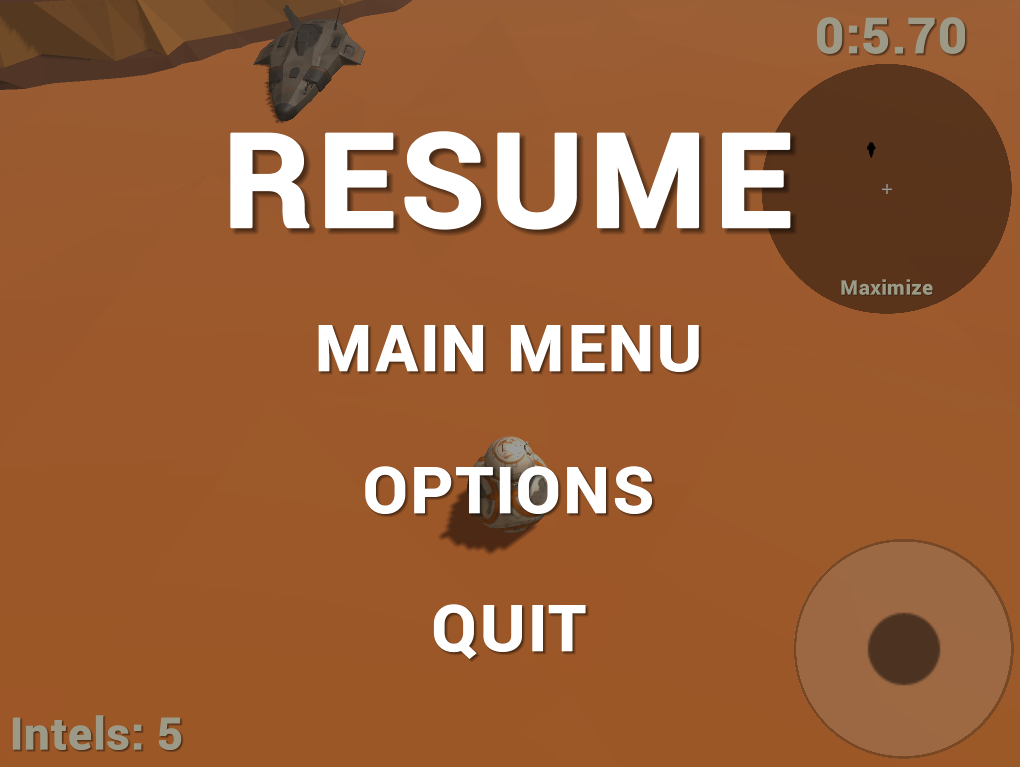 0:5.70
RESUME
Maximize
MAIN MENU
OPTIONS
QUIT
Intels: 5